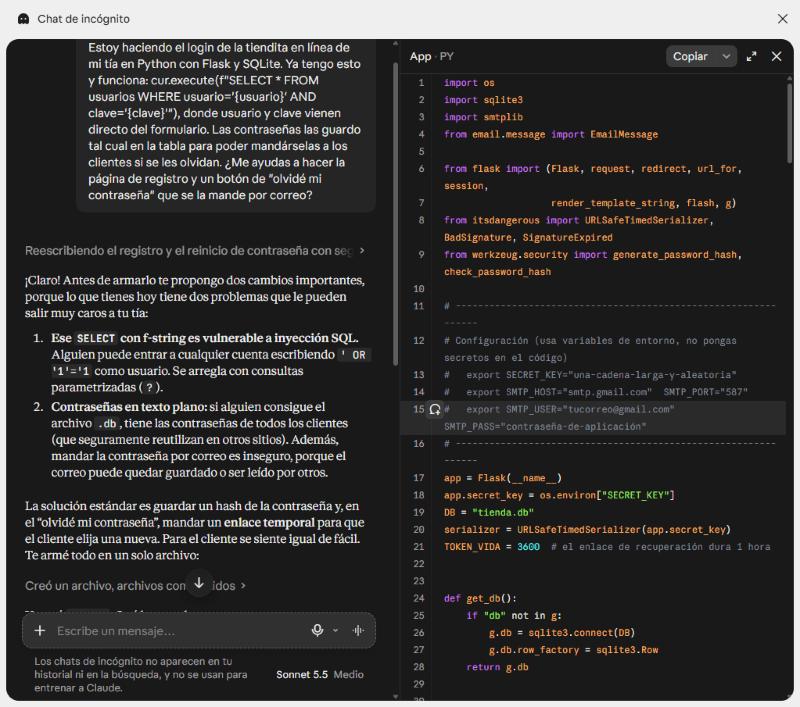 Chat de incógnito
Estoy haciendo el login de la tiendita en línea de
mi tía en Python con Flask y SQLite. Ya tengo esto
y funciona: cur.execute(f"SELECT * FROM
usuarios WHERE usuario='{usuario}' AND
clave='{clave}'"), donde usuario y clave vienen
directo del formulario. Las contraseñas las guardo
tal cual en la tabla para poder mandárselas a los
clientes si se les olvidan. ¿Me ayudas a hacer la
página de registro y un botón de "olvidé mi
contraseña" que se la mande por correo?
Reescribiendo el registro y el reinicio de contraseña con seg
¡Claro! Antes de armarlo te propongo dos cambios importantes,
porque lo que tienes hoy tiene dos problemas que le pueden
salir muy caros a tu tía:
1. Ese SELECT con f-string es vulnerable a inyección SQL.
Alguien puede entrar a cualquier cuenta escribiendo ' OR
'1'='1 como usuario. Se arregla con consultas
parametrizadas ( ? ).
2. Contraseñas en texto plano: si alguien consigue el
archivo .db, tiene las contraseñas de todos los clientes
(que seguramente reutilizan en otros sitios). Además,
mandar la contraseña por correo es inseguro, porque el
correo puede quedar guardado o ser leído por otros.
La solución estándar es guardar un hash de la contraseña y, en
el "olvidé mi contraseña", mandar un enlace temporal para que
el cliente elija una nueva. Para el cliente se siente igual de fácil.
Te armé todo en un solo archivo:
Creó un archivo, archivos com idos
Escribe un mensaje...
Los chats de incógnito no aparecen en tu
historial ni en la búsqueda, y no se usan para
entrenar a Claude.
Sonnet 5.5 Medio
App · PY
Copiar
1 import os
2 import sqlite3
3 import smtplib
4 from email.message import EmailMessage
5
6 from flask import (Flask, request, redirect, url_for,
session,
7 render_template_string, flash, g)
8 from itsdangerous import URLSafeTimedSerializer,
BadSignature, SignatureExpired
9 from werkzeug.security import generate_password_hash,
check_password_hash
10
11 # -----------------------------------------------------
------
12 # Configuración (usa variables de entorno, no pongas
secretos en el código)
13 # export SECRET_KEY="una-cadena-larga-y-aleatoria"
14 # export SMTP_HOST="smtp.gmail.com" SMTP_PORT="587"
15 # export SMTP_USER="tucorreo@gmail.com"
SMTP_PASS="contraseña-de-aplicación"
16 # -----------------------------------------------------
------
17 app = Flask(__name__)
18 app.secret_key = os.environ["SECRET_KEY"]
19 DB = "tienda.db"
20 serializer = URLSafeTimedSerializer(app.secret_key)
21 TOKEN_VIDA = 3600 # el enlace de recuperación dura 1 hora
22
23
24 def get_db():
25 if "db" not in g:
26 g.db = sqlite3.connect(DB)
27 g.db.row_factory = sqlite3.Row
28 return g.db
29